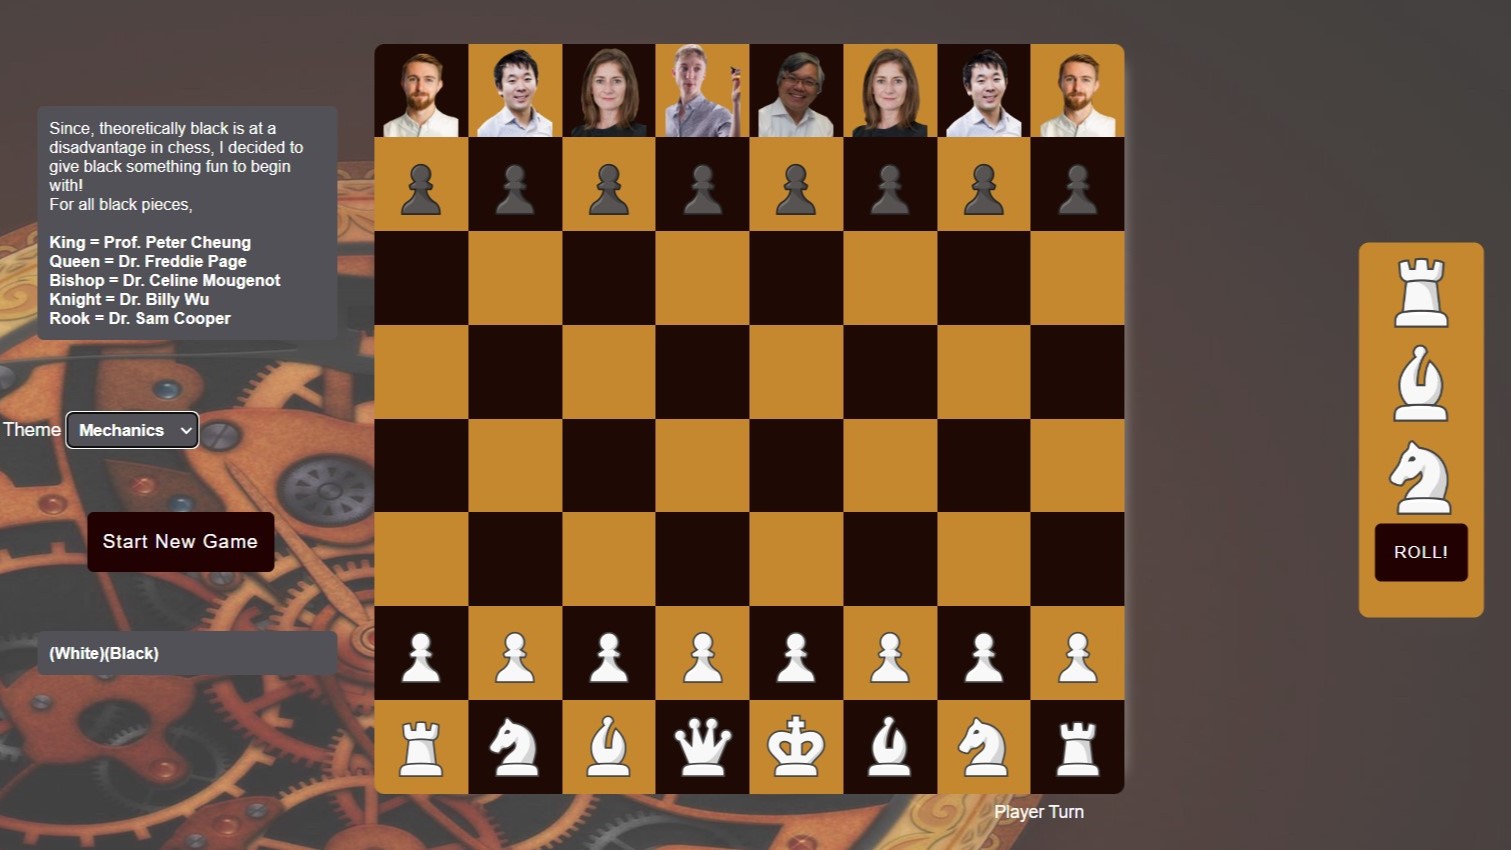 Since, theoretically black is at a
disadvantage in chess, I decided to
give black something fun to begin
with!
For all black pieces,
King = Prof. Peter Cheung
Queen = Dr. Freddie Page
Bishop = Dr. Celine Mougenot
Knight = Dr. Billy Wu
Rook = Dr. Sam Cooper
Theme Mechanics
Start New Game
(White)(Black)
ROLL!
Player Turn